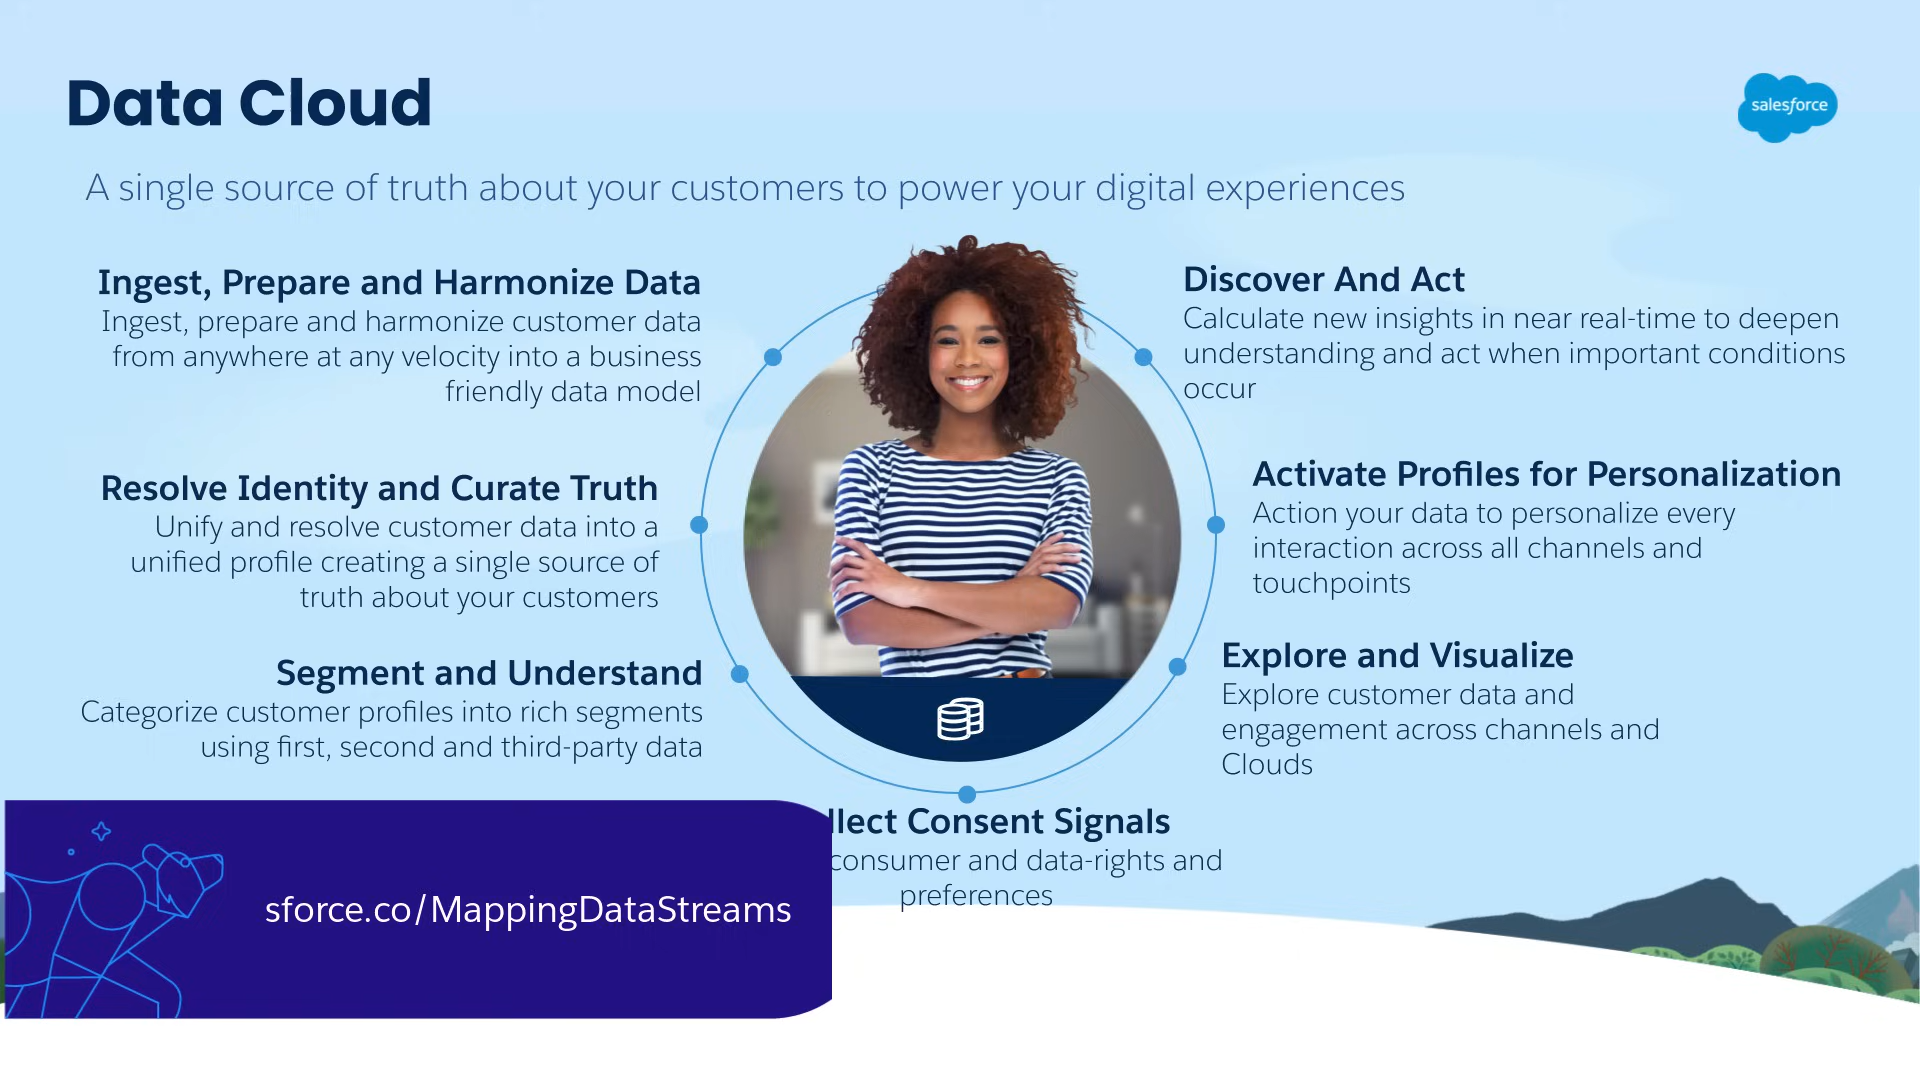 Data Cloud
salesforce
A single source of truth about your customers to power your digital experiences
Ingest, Prepare and Harmonize Data
Ingest, prepare and harmonize customer data
from anywhere at any velocity into a business
friendly data model
Resolve Identity and Curate Truth
Unify and resolve customer data into a
unified profile creating a single source of
truth about your customers
Segment and Understand
Categorize customer profiles into rich segments
using first, second and third-party data
Discover And Act
Calculate new insights in near real-time to deepen
understanding and act when important conditions
occur
Activate Profiles for Personalization
Action your data to personalize every
interaction across all channels and
touchpoints
Explore and Visualize
Explore customer data and
engagement across channels and
Clouds
llect Consent Signals
consumer and data-rights and
preferences
sforce.co/MappingDataStreams